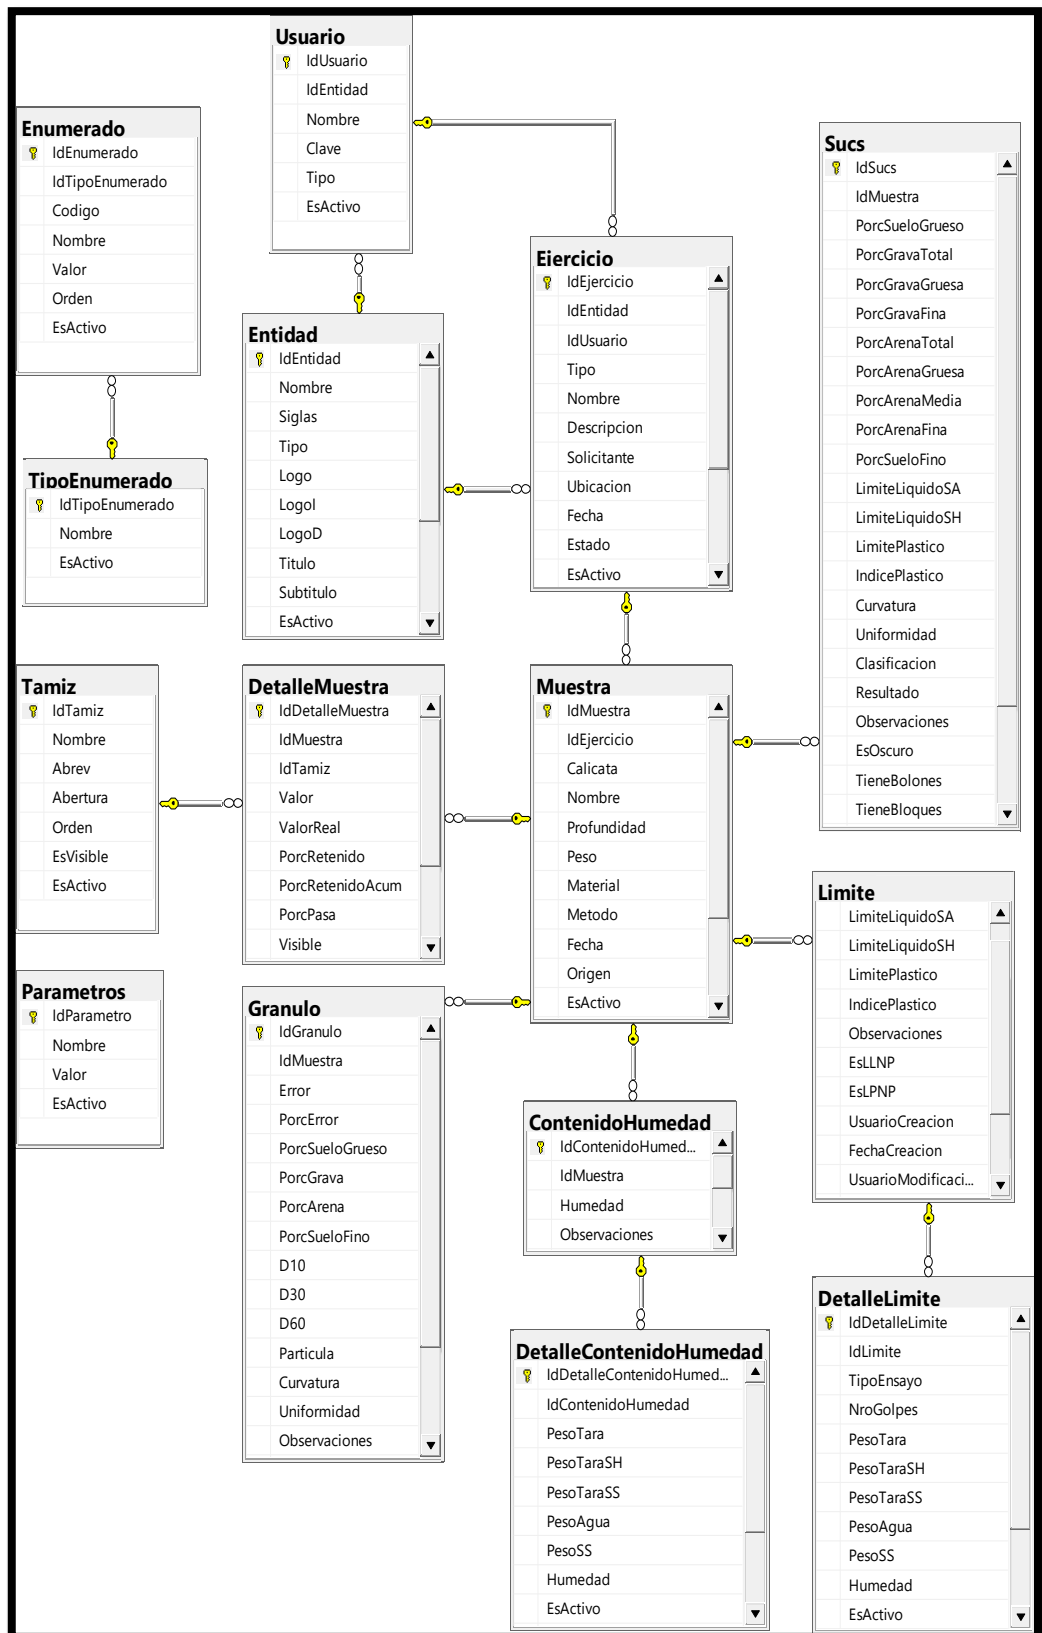 Usuario
IdUsuario
IdEntidad
Nombre
Clave
Tipo
EsActivo
Enumerado
IdEnumerado
IdTipoEnumerado
Codigo
Nombre
Valor
Orden
EsActivo
TipoEnumerado
IdTipoEnumerado
Nombre
EsActivo
Entidad
IdEntidad
Nombre
Siglas
Tipo
Logo
LogoI
LogoD
Titulo
Subtitulo
EsActivo
Ejercicio
IdEjercicio
IdEntidad
IdUsuario
Tipo
Nombre
Descripcion
Solicitante
Ubicacion
Fecha
Estado
EsActivo
Sucs
IdSucs
IdMuestra
PorcSueloGrueso
PorcGravaTotal
PorcGravaGruesa
PorcGravaFina
PorcArenaTotal
PorcArenaGruesa
PorcArenaMedia
PorcArenaFina
PorcSueloFino
LimiteLiquidoSA
LimiteLiquidoSH
LimitePlastico
IndicePlastico
Curvatura
Uniformidad
Clasificacion
Resultado
Observaciones
EsOscuro
TieneBolones
TieneBloques
Tamiz
IdTamiz
Nombre
Abrev
Abertura
Orden
EsVisible
EsActivo
DetalleMuestra
IdDetalleMuestra
IdMuestra
IdTamiz
Valor
ValorReal
PorcRetenido
PorcRetenidoAcum
PorcPasa
Visible
Muestra
IdMuestra
IdEjercicio
Calicata
Nombre
Profundidad
Peso
Material
Metodo
Fecha
Origen
EsActivo
Limite
LimiteLiquidoSA
LimiteLiquidoSH
LimitePlastico
IndicePlastico
Observaciones
EsLLNP
EsLPNP
UsuarioCreacion
FechaCreacion
UsuarioModificaci...
Parametros
IdParametro
Nombre
Valor
EsActivo
Granulo
IdGranulo
IdMuestra
Error
PorcError
PorcSueloGrueso
PorcGrava
PorcArena
PorcSueloFino
D10
D30
D60
Particula
Curvatura
Uniformidad
Observaciones
ContenidoHumedad
IdContenidoHumed...
IdMuestra
Humedad
Observaciones
DetalleContenidoHumedad
IdDetalleContenidoHumed...
IdContenidoHumedad
PesoTara
PesoTaraSH
PesoTaraSS
PesoAgua
PesoSS
Humedad
EsActivo
DetalleLimite
IdDetalleLimite
IdLimite
TipoEnsayo
NroGolpes
PesoTara
PesoTaraSH
PesoTaraSS
PesoAgua
PesoSS
Humedad
EsActivo